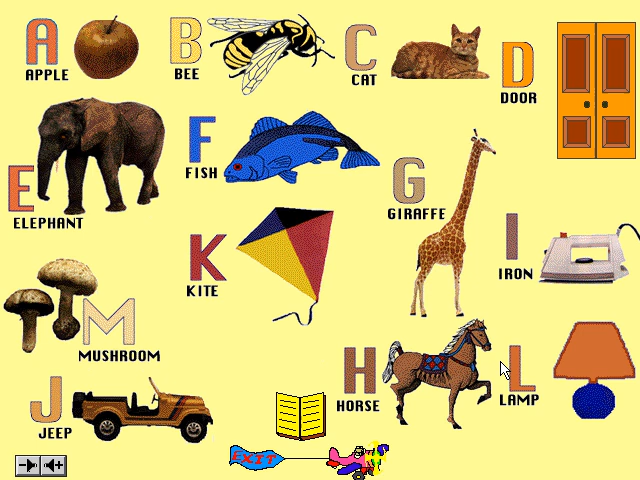 A
APPLE
B
BEE
C
CAT
D
DOOR
E
ELEPHANT
F
FISH
G
GIRAFFE
I
IRON
K
KITE
M
MUSHROOM
H
HORSE
L
LAMP
J
JEEP
EXIT